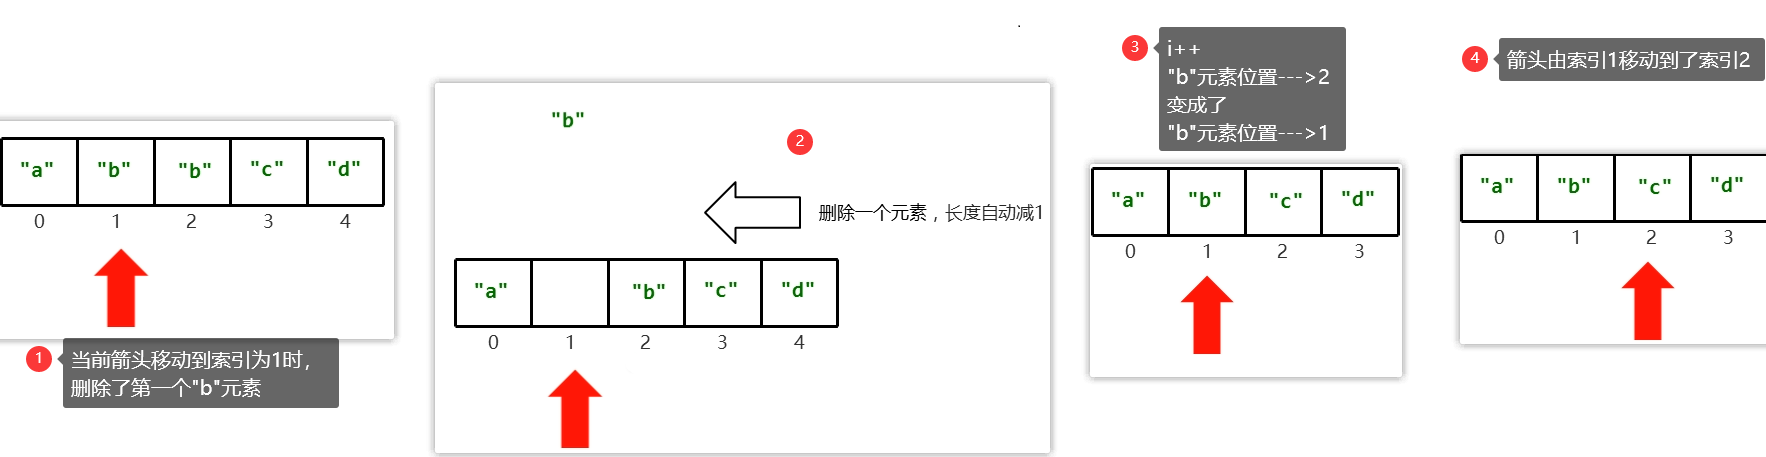 "a" "b" "b" "c" "d"
0 1 2 3 4
1
当前箭头移动到索引为1时，
删除了第一个"b"元素
"b"
2
删除一个元素，长度自动减1
"a" "b" "c" "d"
0 1 2 3 4
3
i++
"b"元素位置--->2
变成了
"b"元素位置--->1
"a" "b" "c" "d"
0 1 2 3
4
箭头由索引1移动到了索引2
"a" "b" "c" "d"
0 1 2 3